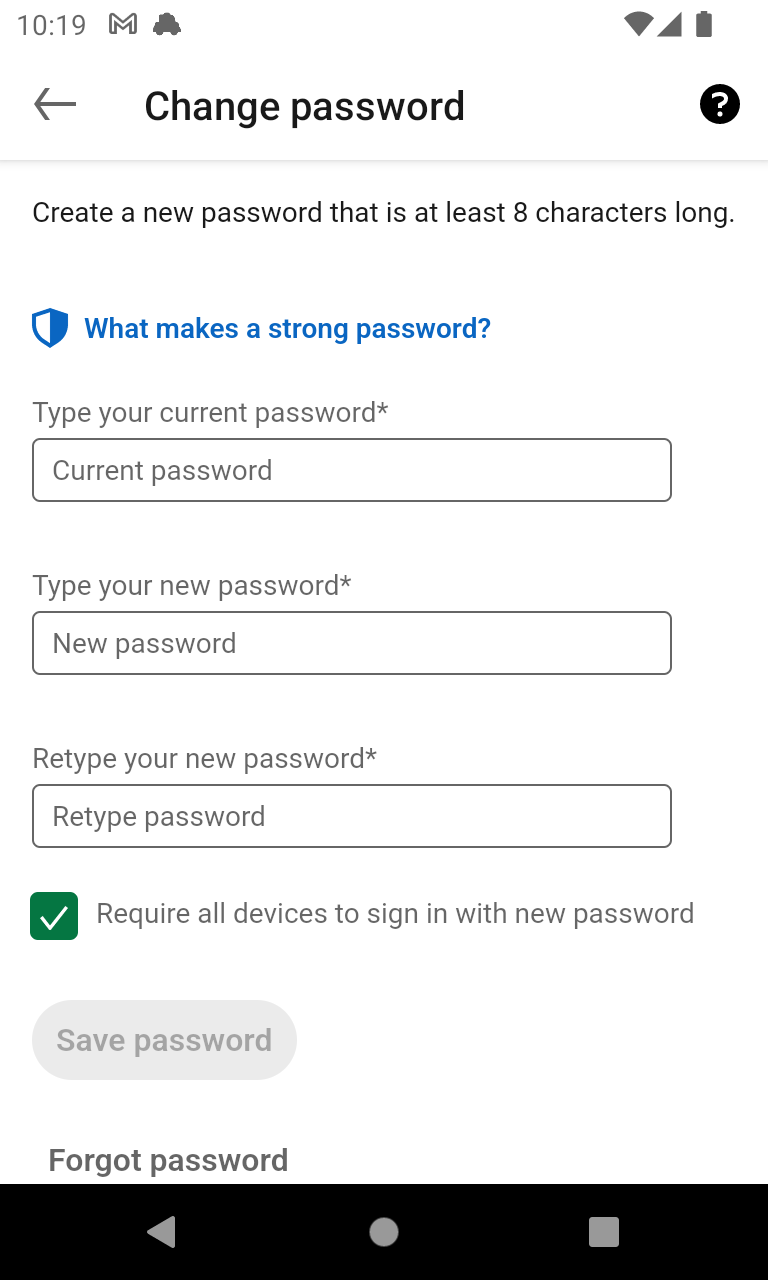 10:19
Change password
Create a new password that is at least 8 characters long.
What makes a strong password?
Type your current password*
Current password
Type your new password*
New password
Retype your new password*
Retype password
Require all devices to sign in with new password
Save password
Forgot password